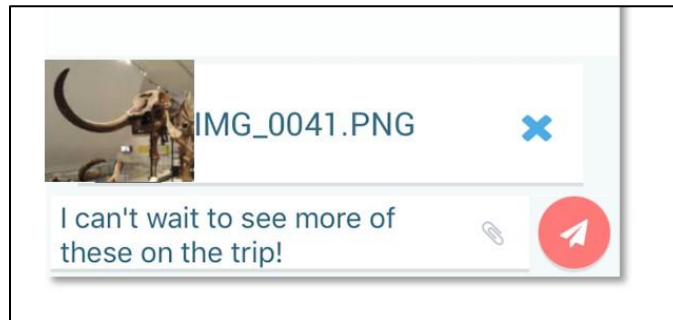 IMG_0041.PNG
I can't wait to see more of
these on the trip!